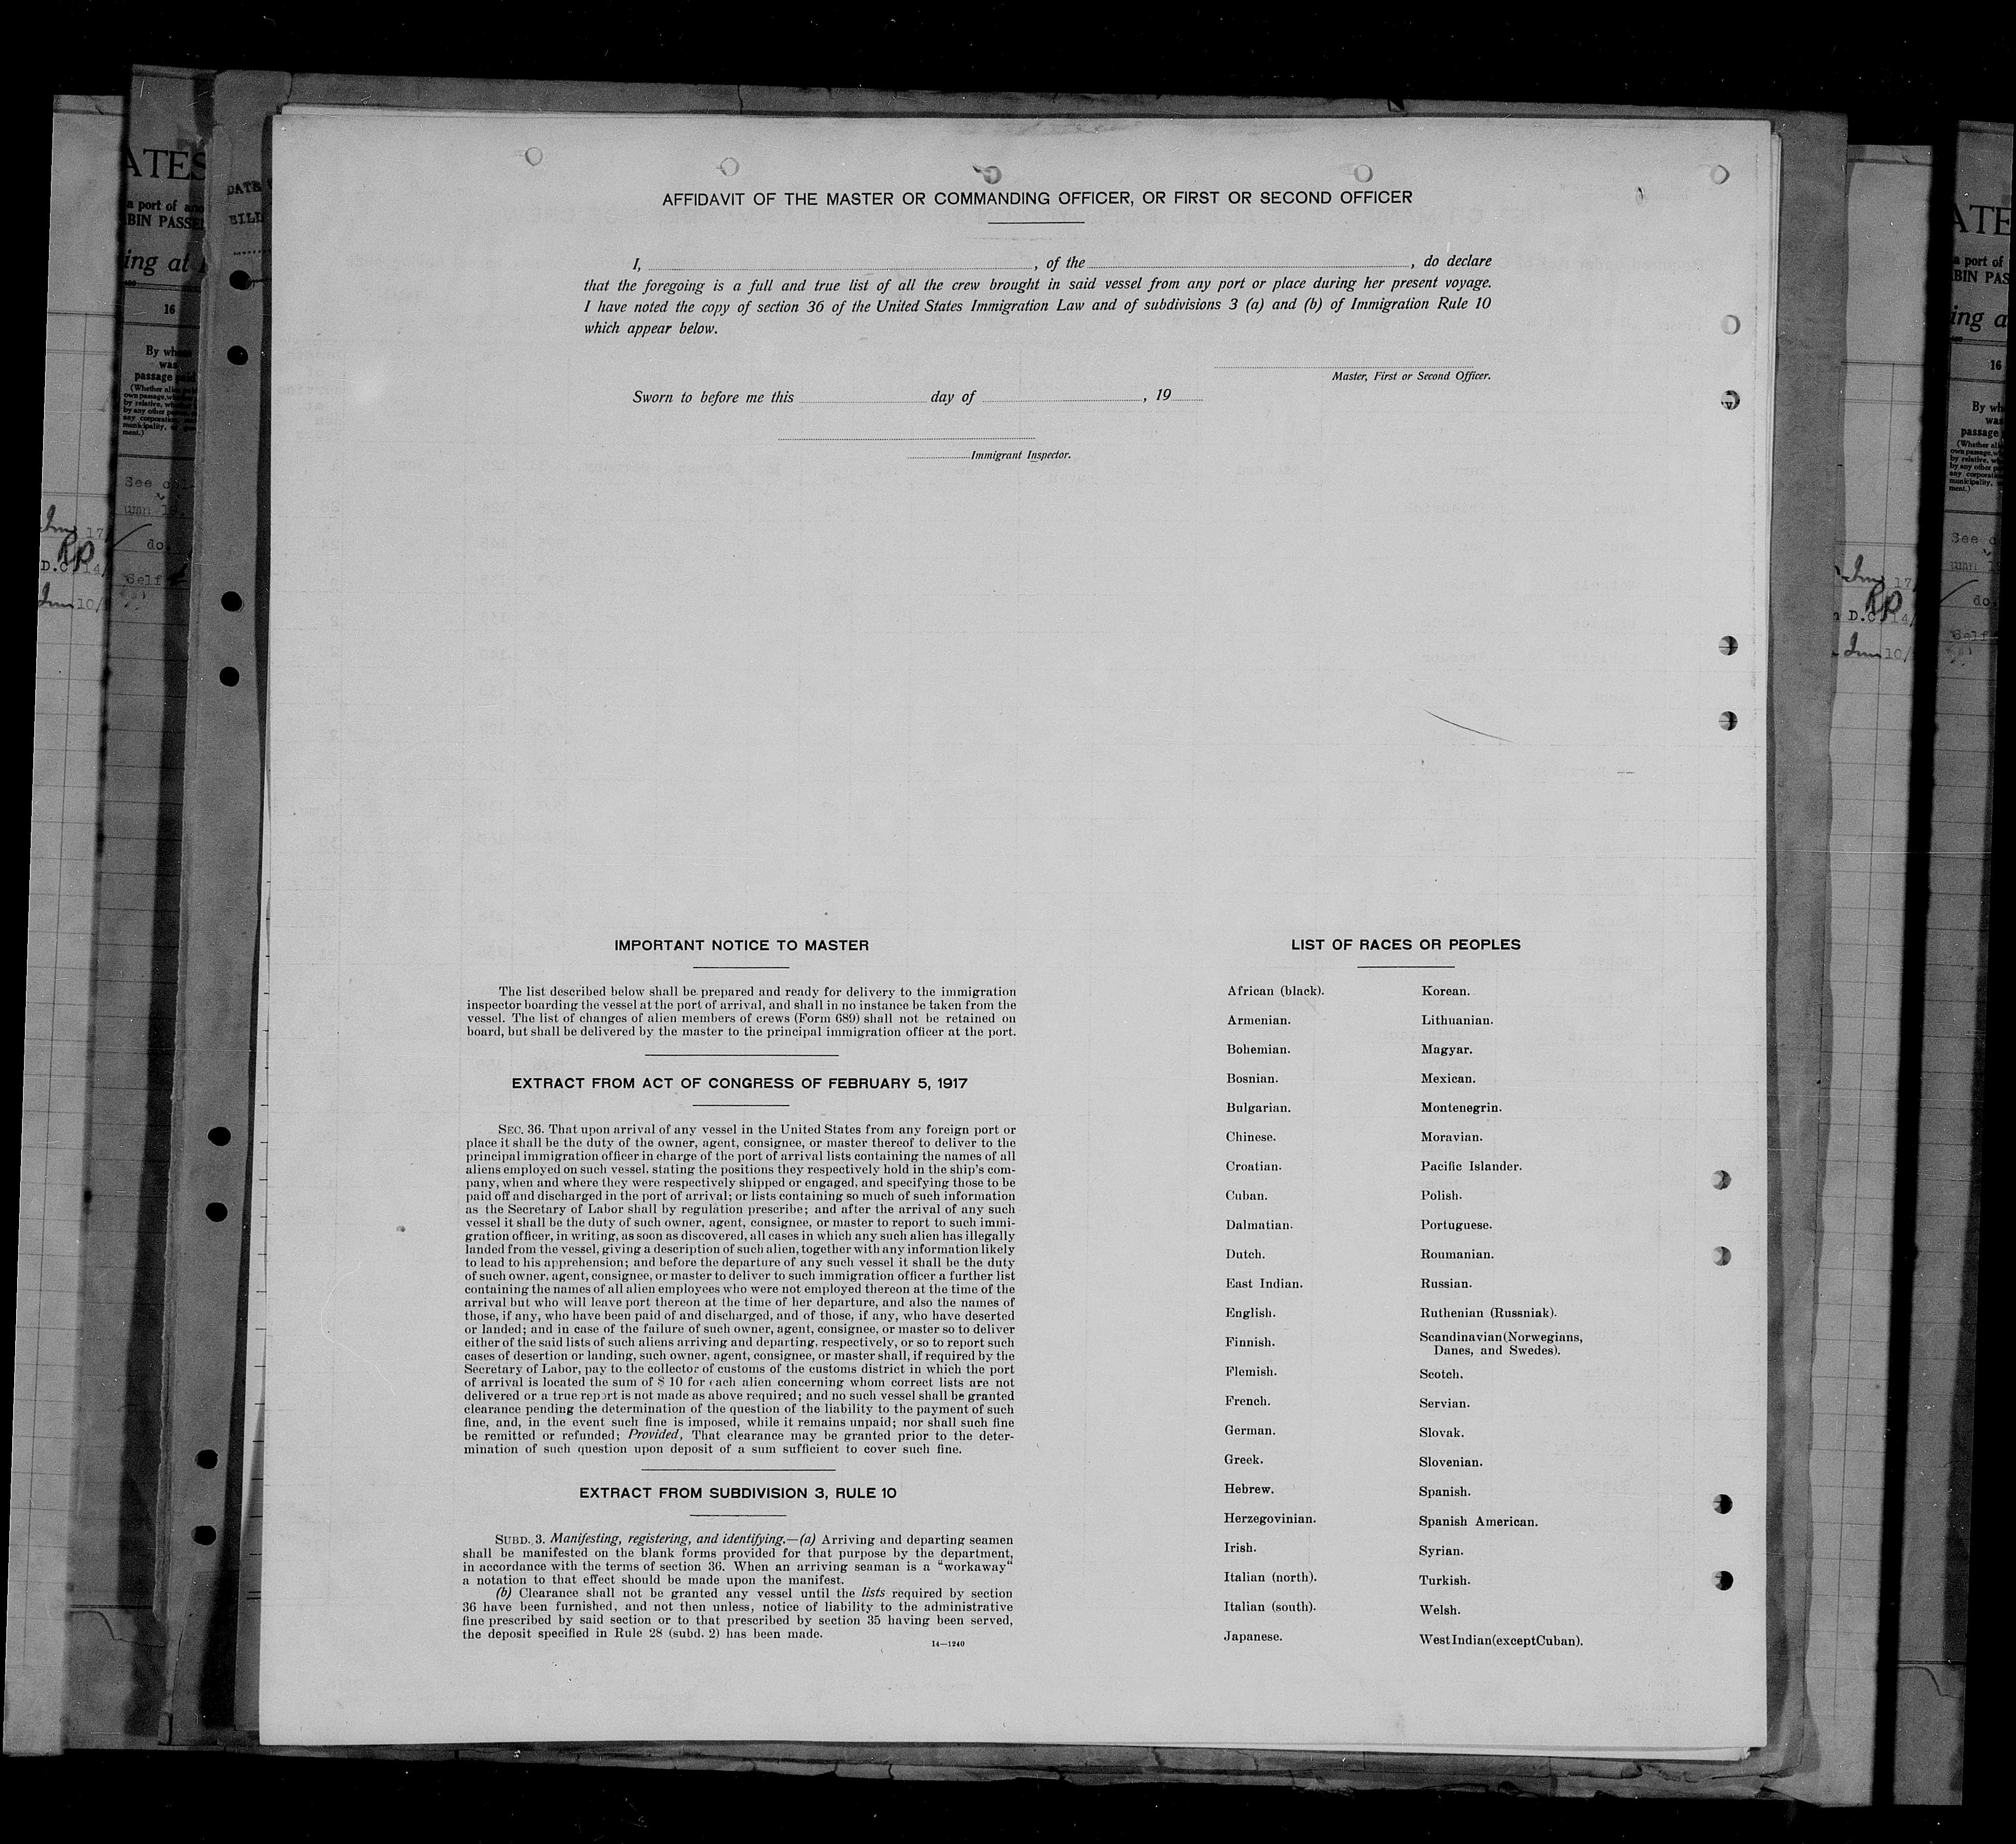 AFFIDAVIT OF THE MASTER OR COMMANDING OFFICER, OR FIRST OR SECOND OFFICER
I, , of the , do declare
that the foregoing is a full and true list of all the crew brought in said vessel from any port or place during her present voyage.
I have noted the copy of section 36 of the United States Immigration Law and of subdivisions 3 (a) and (b) of Immigration Rule 10
which appear below.
Master, First or Second Officer.
Sworn to before me this day of , 19
Immigrant Inspector.
IMPORTANT NOTICE TO MASTER
The list described below shall be prepared and ready for delivery to the immigration
inspector boarding the vessel at the port of arrival, and shall in no instance be taken from the
vessel. The list of changes of alien members of crews (Form 689) shall not be retained on
board, but shall be delivered by the master to the principal immigration officer at the port.
EXTRACT FROM ACT OF CONGRESS OF FEBRUARY 5, 1917
SEC. 36. That upon arrival of any vessel in the United States from any foreign port or
place it shall be the duty of the owner, agent, consignee, or master thereof to deliver to the
principal immigration officer in charge of the port of arrival lists containing the names of all
aliens employed on such vessel, stating the positions they respectively hold in the ship's com-
pany, when and where they were respectively shipped or engaged, and specifying those to be
paid off and discharged in the port of arrival; or lists containing so much of such information
as the Secretary of Labor shall by regulation prescribe; and after the arrival of any such
vessel it shall be the duty of such owner, agent, consignee, or master to report to such immi-
gration officer, in writing, as soon as discovered, all cases in which any such alien has illegally
landed from the vessel, giving a description of such alien, together with any information likely
to lead to his apprehension; and before the departure of any such vessel it shall be the duty
of such owner, agent, consignee, or master to deliver to such immigration officer a further list
containing the names of all alien employees who were not employed thereon at the time of the
arrival but who will leave port thereon at the time of her departure, and also the names of
those, if any, who have been paid of and discharged, and of those, if any, who have deserted
or landed; and in case of the failure of such owner, agent, consignee, or master so to deliver
either of the said lists of such aliens arriving and departing, respectively, or so to report such
cases of desertion or landing, such owner, agent, consignee, or master shall, if required by the
Secretary of Labor, pay to the collector of customs of the customs district in which the port
of arrival is located the sum of $ 10 for each alien concerning whom correct lists are not
delivered or a true report is not made as above required; and no such vessel shall be granted
clearance pending the determination of the question of the liability to the payment of such
fine, and, in the event such fine is imposed, while it remains unpaid; nor shall such fine
be remitted or refunded; Provided, That clearance may be granted prior to the deter-
mination of such question upon deposit of a sum sufficient to cover such fine.
EXTRACT FROM SUBDIVISION 3, RULE 10
SUBD. 3. Manifesting, registering, and identifying.—(a) Arriving and departing seamen
shall be manifested on the blank forms provided for that purpose by the department,
in accordance with the terms of section 36. When an arriving seaman is a "workaway"
a notation to that effect should be made upon the manifest.
(b) Clearance shall not be granted any vessel until the lists required by section
36 have been furnished, and not then unless, notice of liability to the administrative
fine prescribed by said section or to that prescribed by section 35 having been served,
the deposit specified in Rule 28 (subd. 2) has been made.
14—1240
LIST OF RACES OR PEOPLES
African (black).
Armenian.
Bohemian.
Bosnian.
Bulgarian.
Chinese.
Croatian.
Cuban.
Dalmatian.
Dutch.
East Indian.
English.
Finnish.
Flemish.
French.
German.
Greek.
Hebrew.
Herzegovinian.
Irish.
Italian (north).
Italian (south).
Japanese.
Korean.
Lithuanian.
Magyar.
Mexican.
Montenegrin.
Moravian.
Pacific Islander.
Polish.
Portuguese.
Roumanian.
Russian.
Ruthenian (Russniak).
Scandinavian (Norwegians,
Danes, and Swedes).
Scotch.
Servian.
Slovak.
Slovenian.
Spanish.
Spanish American.
Syrian.
Turkish.
Welsh.
West Indian (except Cuban).